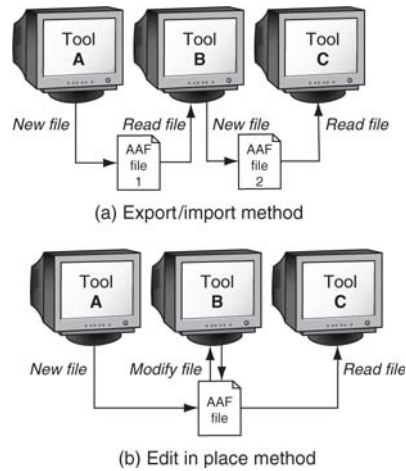 Tool A
Tool B
Tool C
New file
Read file
New file
Read file
AAF file 1
AAF file 2
(a) Export/import method
Tool A
Tool B
Tool C
New file
Modify file
Read file
AAF file
(b) Edit in place method